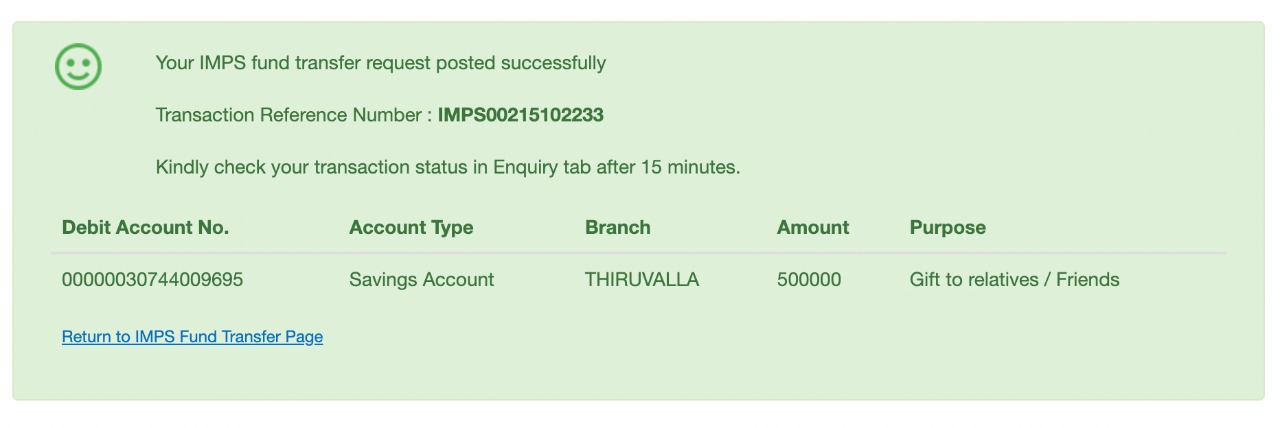 Your IMPS fund transfer request posted successfully
Transaction Reference Number : IMPS00215102233
Kindly check your transaction status in Enquiry tab after 15 minutes.
Debit Account No. Account Type Branch Amount Purpose
00000030744009695 Savings Account THIRUVALLA 500000 Gift to relatives / Friends
Return to IMPS Fund Transfer Page